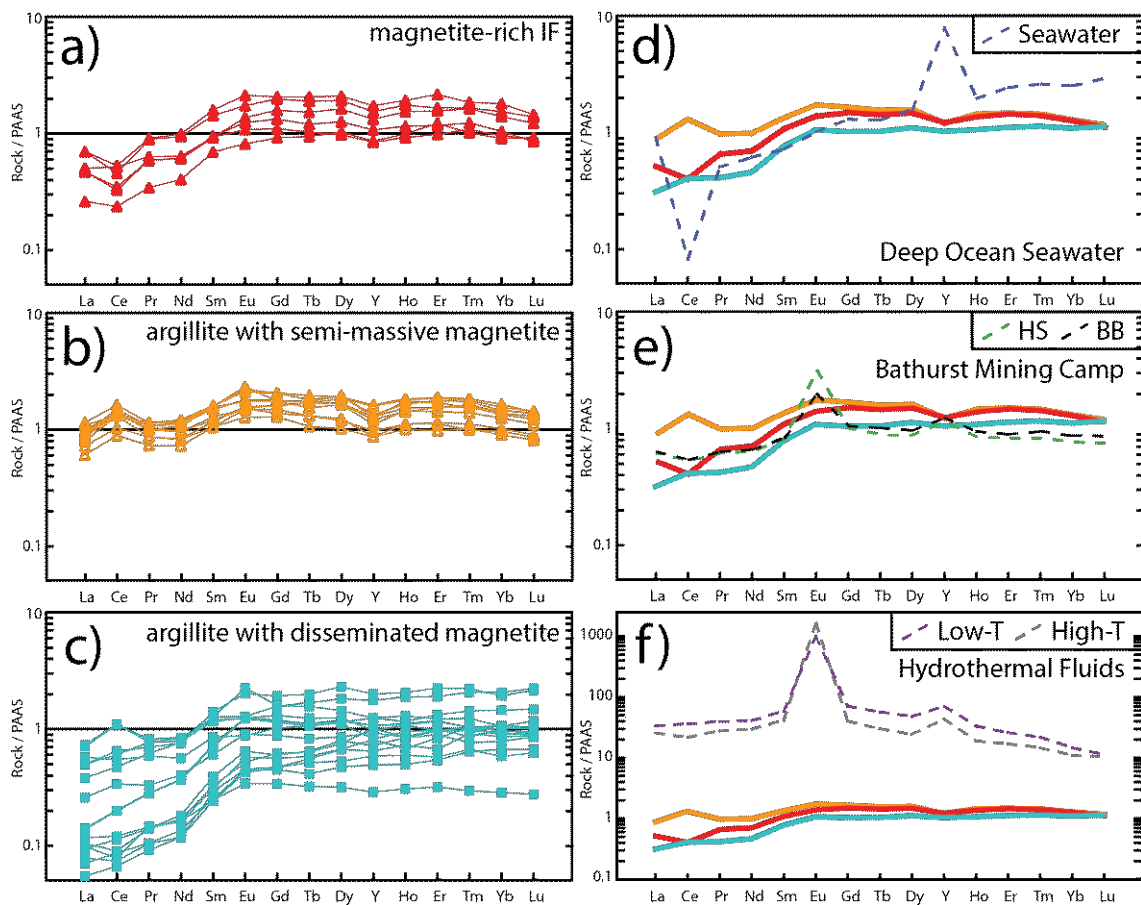 a)
magnetite-rich IF
10
1
0.1
Rock / PAAS
La Ce Pr Nd Sm Eu Gd Tb Dy Y Ho Er Tm Yb Lu
b)
argillite with semi-massive magnetite
10
1
0.1
Rock / PAAS
La Ce Pr Nd Sm Eu Gd Tb Dy Y Ho Er Tm Yb Lu
c)
argillite with disseminated magnetite
10
1
0.1
Rock / PAAS
La Ce Pr Nd Sm Eu Gd Tb Dy Y Ho Er Tm Yb Lu
d)
Seawater
10
1
0.1
Rock / PAAS
Deep Ocean Seawater
La Ce Pr Nd Sm Eu Gd Tb Dy Y Ho Er Tm Yb Lu
e)
HS BB
Bathurst Mining Camp
10
1
0.1
Rock / PAAS
La Ce Pr Nd Sm Eu Gd Tb Dy Y Ho Er Tm Yb Lu
f)
Low-T High-T
Hydrothermal Fluids
1000
100
10
1
0.1
Rock / PAAS
La Ce Pr Nd Sm Eu Gd Tb Dy Y Ho Er Tm Yb Lu